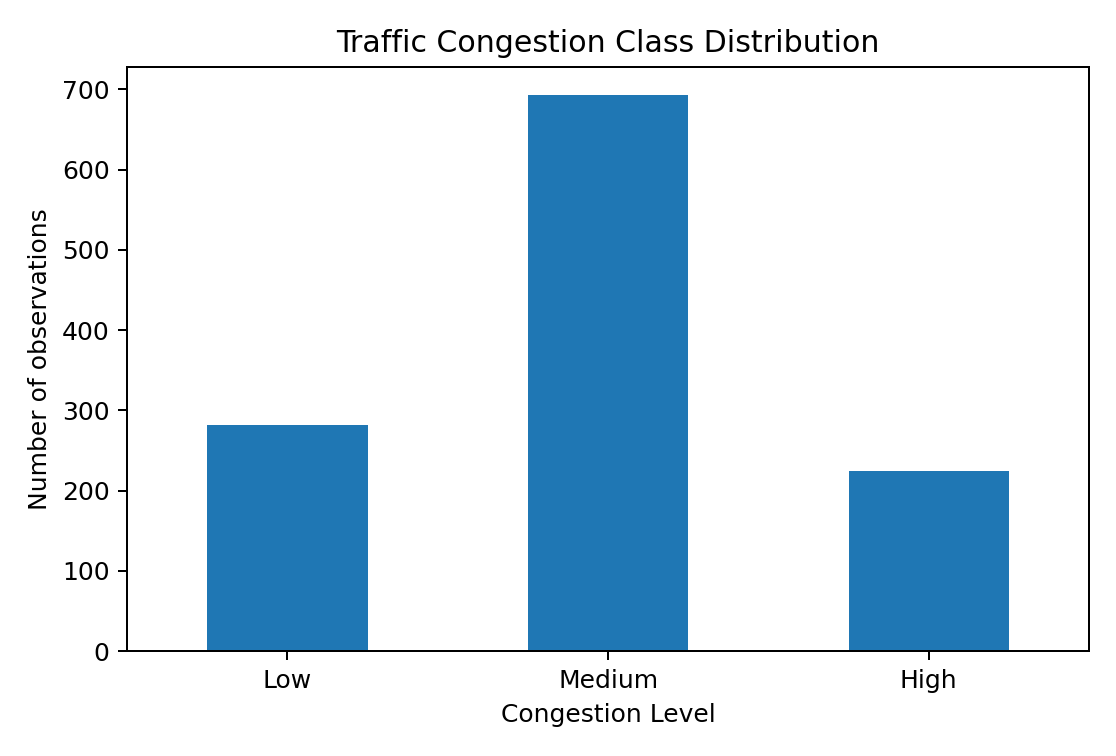 Traffic Congestion Class Distribution
Number of observations
700
600
500
400
300
200
100
0
Low Medium High
Congestion Level